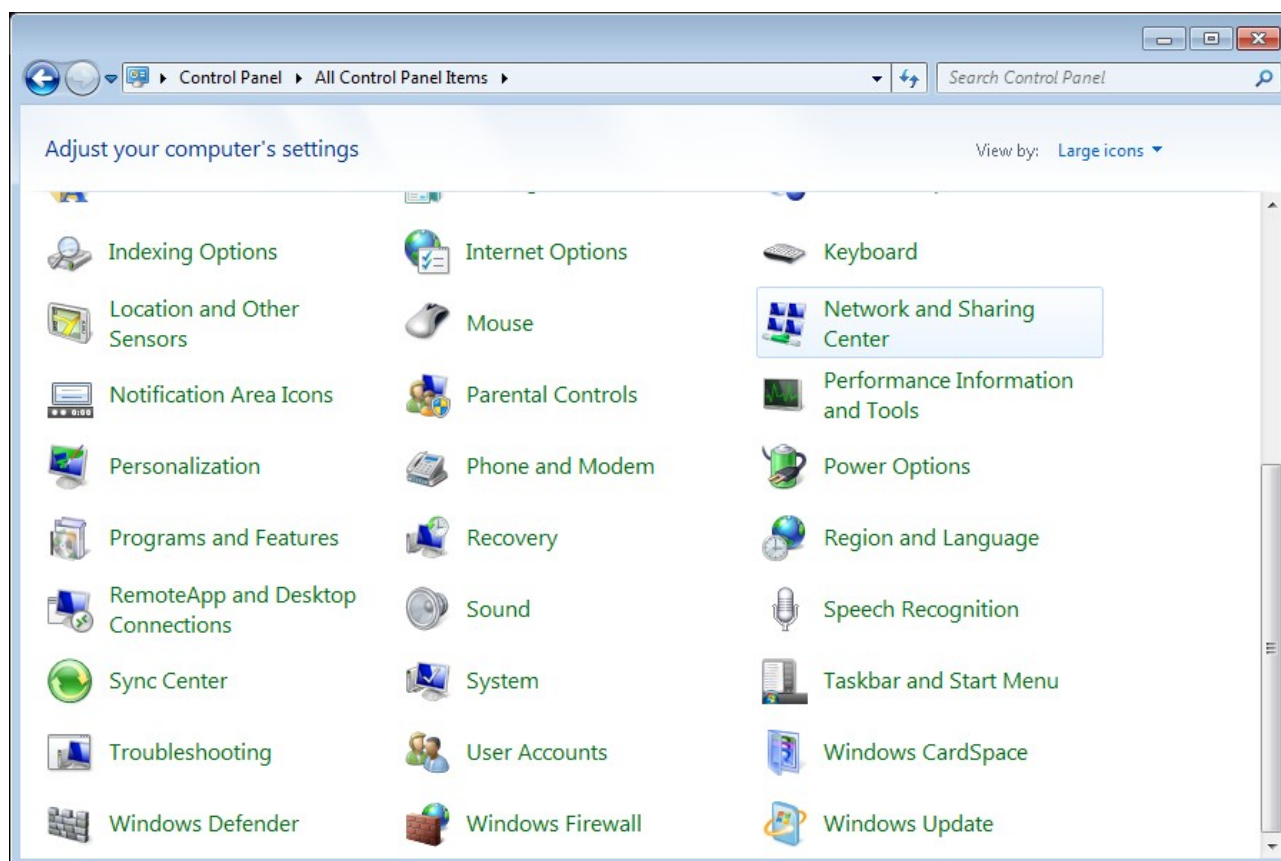 Control Panel
All Control Panel Items
Search Control Panel
Adjust your computer's settings
View by: Large icons
Indexing Options
Internet Options
Keyboard
Location and Other
Sensors
Mouse
Network and Sharing
Center
Notification Area Icons
Parental Controls
Performance Information
and Tools
Personalization
Phone and Modem
Power Options
Programs and Features
Recovery
Region and Language
RemoteApp and Desktop
Connections
Sound
Speech Recognition
Sync Center
System
Taskbar and Start Menu
Troubleshooting
User Accounts
Windows CardSpace
Windows Defender
Windows Firewall
Windows Update